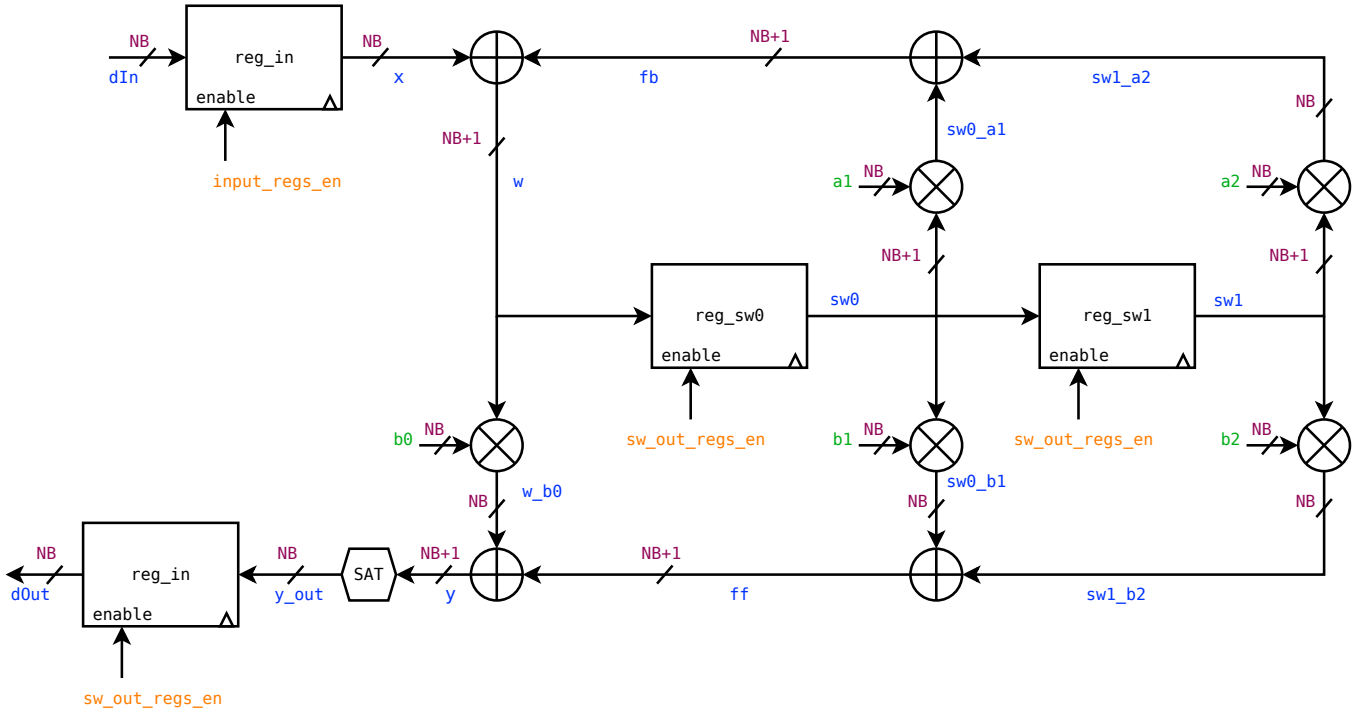 NB
dIn
reg_in
enable
input_regs_en
NB
x
NB+1
fb
sw1_a2
NB+1
w
sw0_a1
NB
a1
NB
a2
NB
NB+1
NB+1
reg_sw0
enable
sw_out_regs_en
sw0
reg_sw1
enable
sw_out_regs_en
sw1
b0
NB
b1
NB
b2
NB
NB
w_b0
NB
sw0_b1
NB
NB
dOut
reg_in
enable
sw_out_regs_en
NB
y_out
SAT
NB+1
y
NB+1
ff
sw1_b2